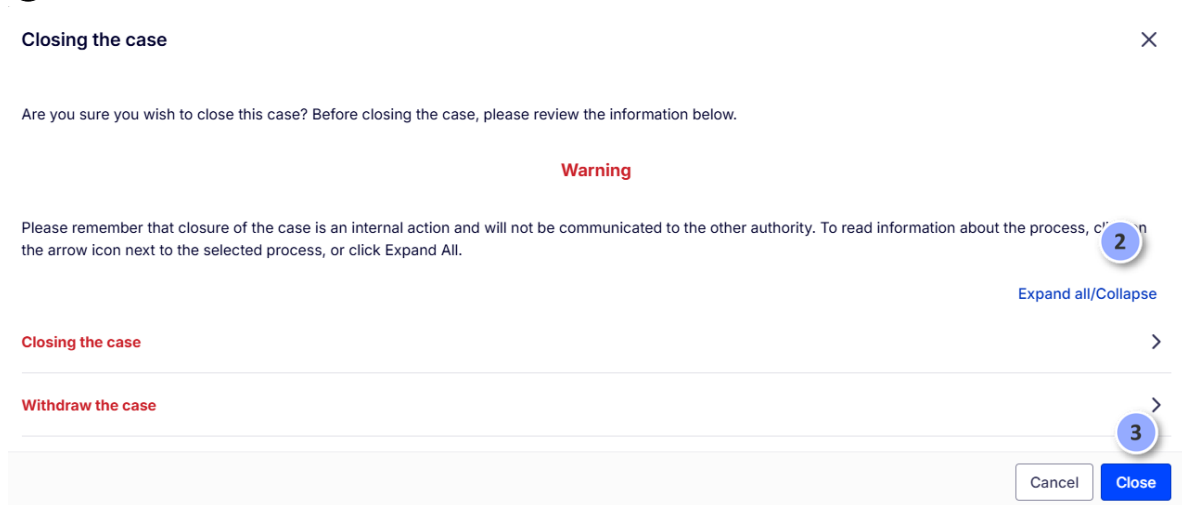 Closing the case
Are you sure you wish to close this case? Before closing the case, please review the information below.
Warning
Please remember that closure of the case is an internal action and will not be communicated to the other authority. To read information about the process,
2
the arrow icon next to the selected process, or click Expand All.
Expand all/Collapse
Closing the case
Withdraw the case
3
Cancel
Close